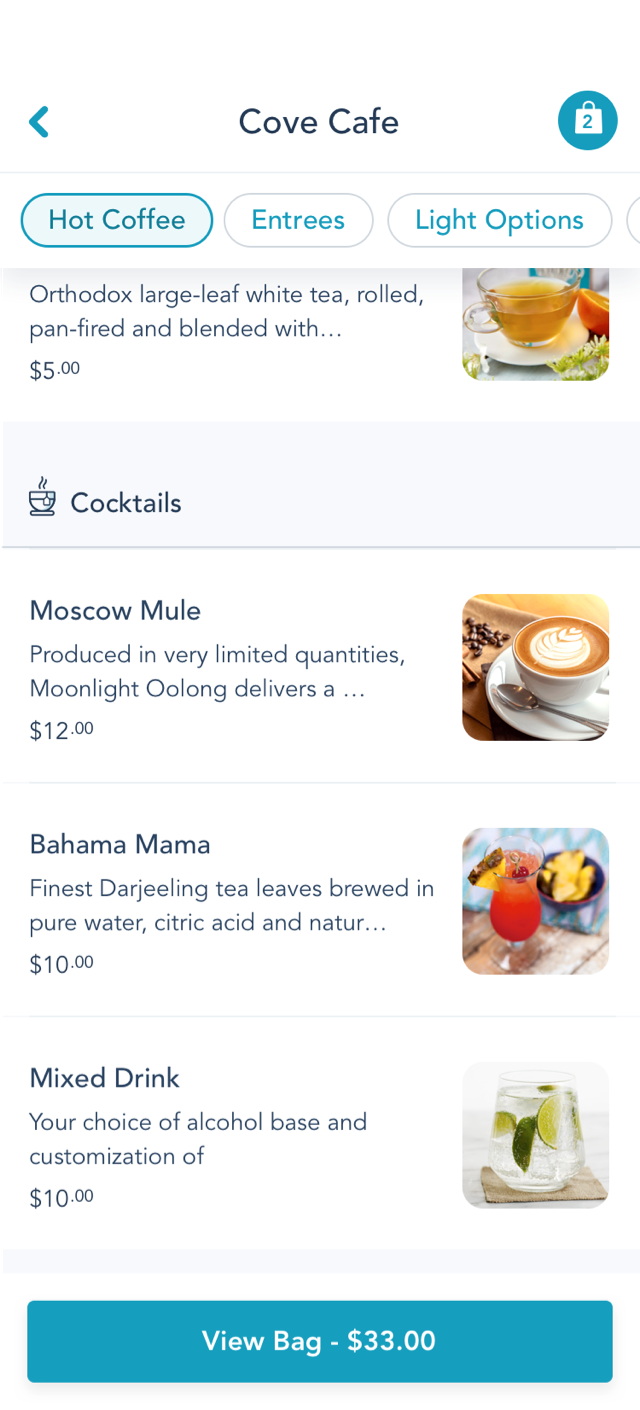 Cove Cafe
2
Hot Coffee
Entrees
Light Options
Orthodox large-leaf white tea, rolled,
pan-fired and blended with…
$5.00
Cocktails
Moscow Mule
Produced in very limited quantities,
Moonlight Oolong delivers a …
$12.00
Bahama Mama
Finest Darjeeling tea leaves brewed in
pure water, citric acid and natur…
$10.00
Mixed Drink
Your choice of alcohol base and
customization of
$10.00
View Bag - $33.00